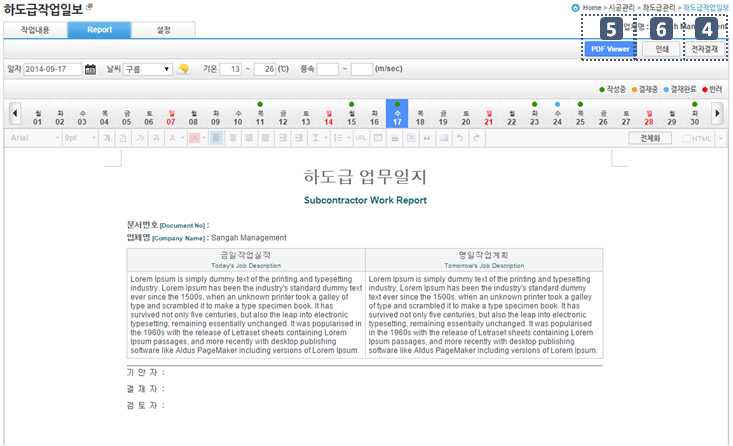 하도급작업일보
Home > 시공관리 > 하도급관리 > 하도급작업일보
작업내용 Report 설정
5 6 4
PDF Viewer 인쇄 전자결재
일자 2014-09-17 날씨 구름 기온 13 ~ 26 (℃) 풍속 ~ (m/sec)
작성중 결재중 결재완료 반려
월 화 수 목 금 토 일 월 화 수 목 금 토 일 월 화 수 목 금 토 일 월 화 수 목 금 토 일 월 화
01 02 03 04 05 06 07 08 09 10 11 12 13 14 15 16 17 18 19 20 21 22 23 24 25 26 27 28 29 30
Arial 9pt 가 가 가 가 A A URL 전체화 HTML
하도급 업무일지
Subcontractor Work Report
문서번호 [Document No] :
업체명 [Company Name] : Sangah Management
금일작업실적 명일작업계획
Today's Job Description Tomorrow's Job Description
Lorem Ipsum is simply dummy text of the printing and typesetting
industry. Lorem Ipsum has been the industry's standard dummy text
ever since the 1500s, when an unknown printer took a galley of
type and scrambled it to make a type specimen book. It has
survived not only five centuries, but also the leap into electronic
typesetting, remaining essentially unchanged. It was popularised in
the 1960s with the release of Letraset sheets containing Lorem
Ipsum passages, and more recently with desktop publishing
software like Aldus PageMaker including versions of Lorem Ipsum.
Lorem Ipsum is simply dummy text of the printing and typesetting
industry. Lorem Ipsum has been the industry's standard dummy
text ever since the 1500s, when an unknown printer took a galley
of type and scrambled it to make a type specimen book. It has
survived not only five centuries, but also the leap into electronic
typesetting, remaining essentially unchanged. It was popularised
in the 1960s with the release of Letraset sheets containing Lorem
Ipsum passages, and more recently with desktop publishing
software like Aldus PageMaker including versions of Lorem Ipsum.
기 안 자 :
결 재 자 :
검 토 자 :